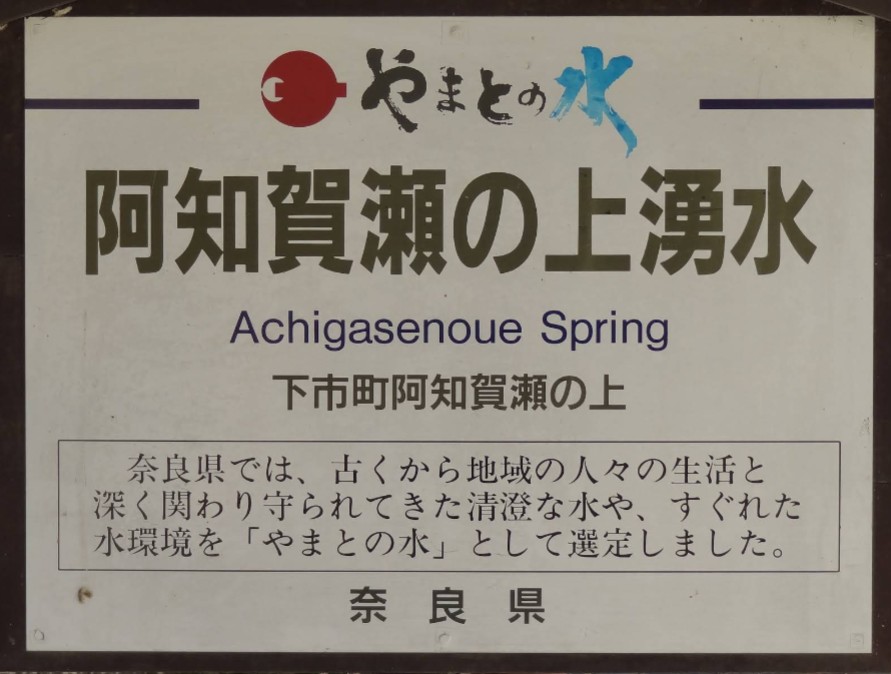 やまとの水
阿知賀瀬の上湧水
Achigasenoue Spring
下市町阿知賀瀬の上
奈良県では、古くから地域の人々の生活と
深く関わり守られてきた清澄な水や、すぐれた
水環境を「やまとの水」として選定しました。
奈良県